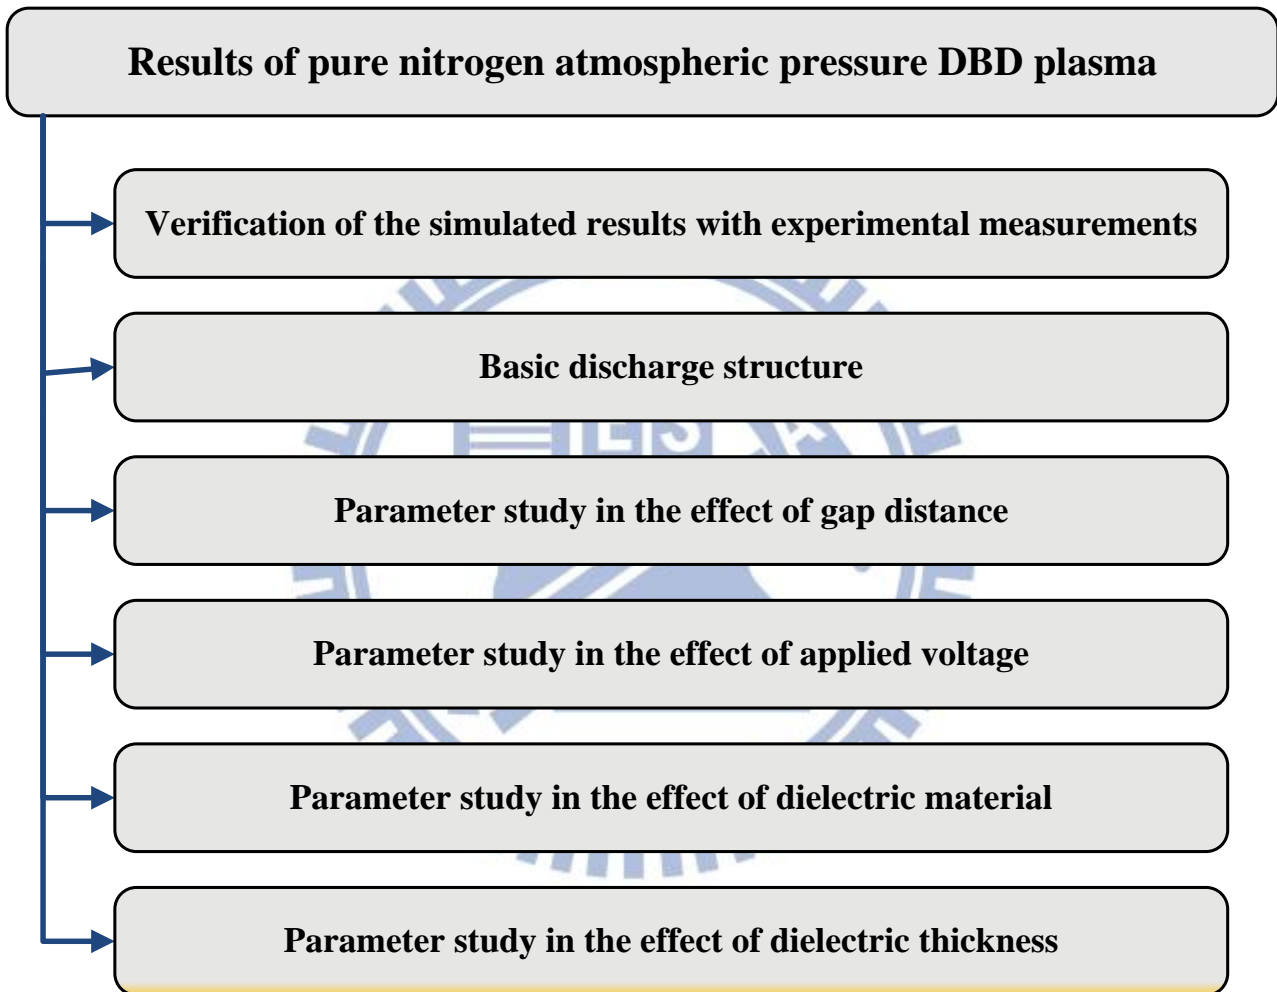 Results of pure nitrogen atmospheric pressure DBD plasma
Verification of the simulated results with experimental measurements
Basic discharge structure
Parameter study in the effect of gap distance
Parameter study in the effect of applied voltage
Parameter study in the effect of dielectric material
Parameter study in the effect of dielectric thickness